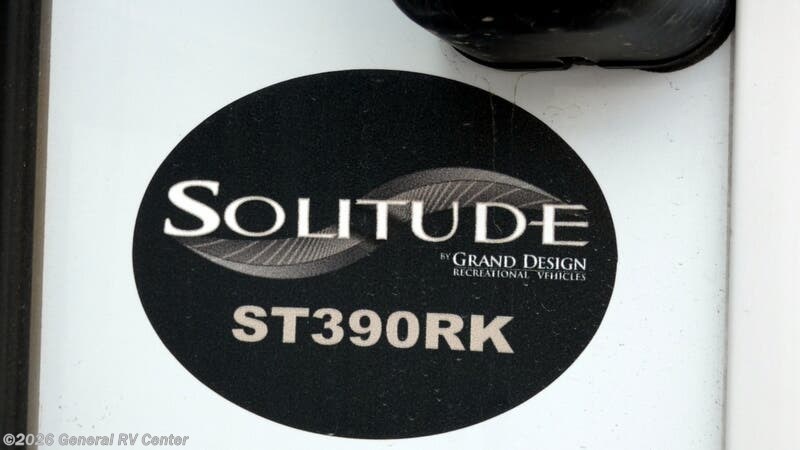 SOLITUDE
BY GRAND DESIGN
RECREATIONAL VEHICLES
ST390RK
©2026 General RV Center